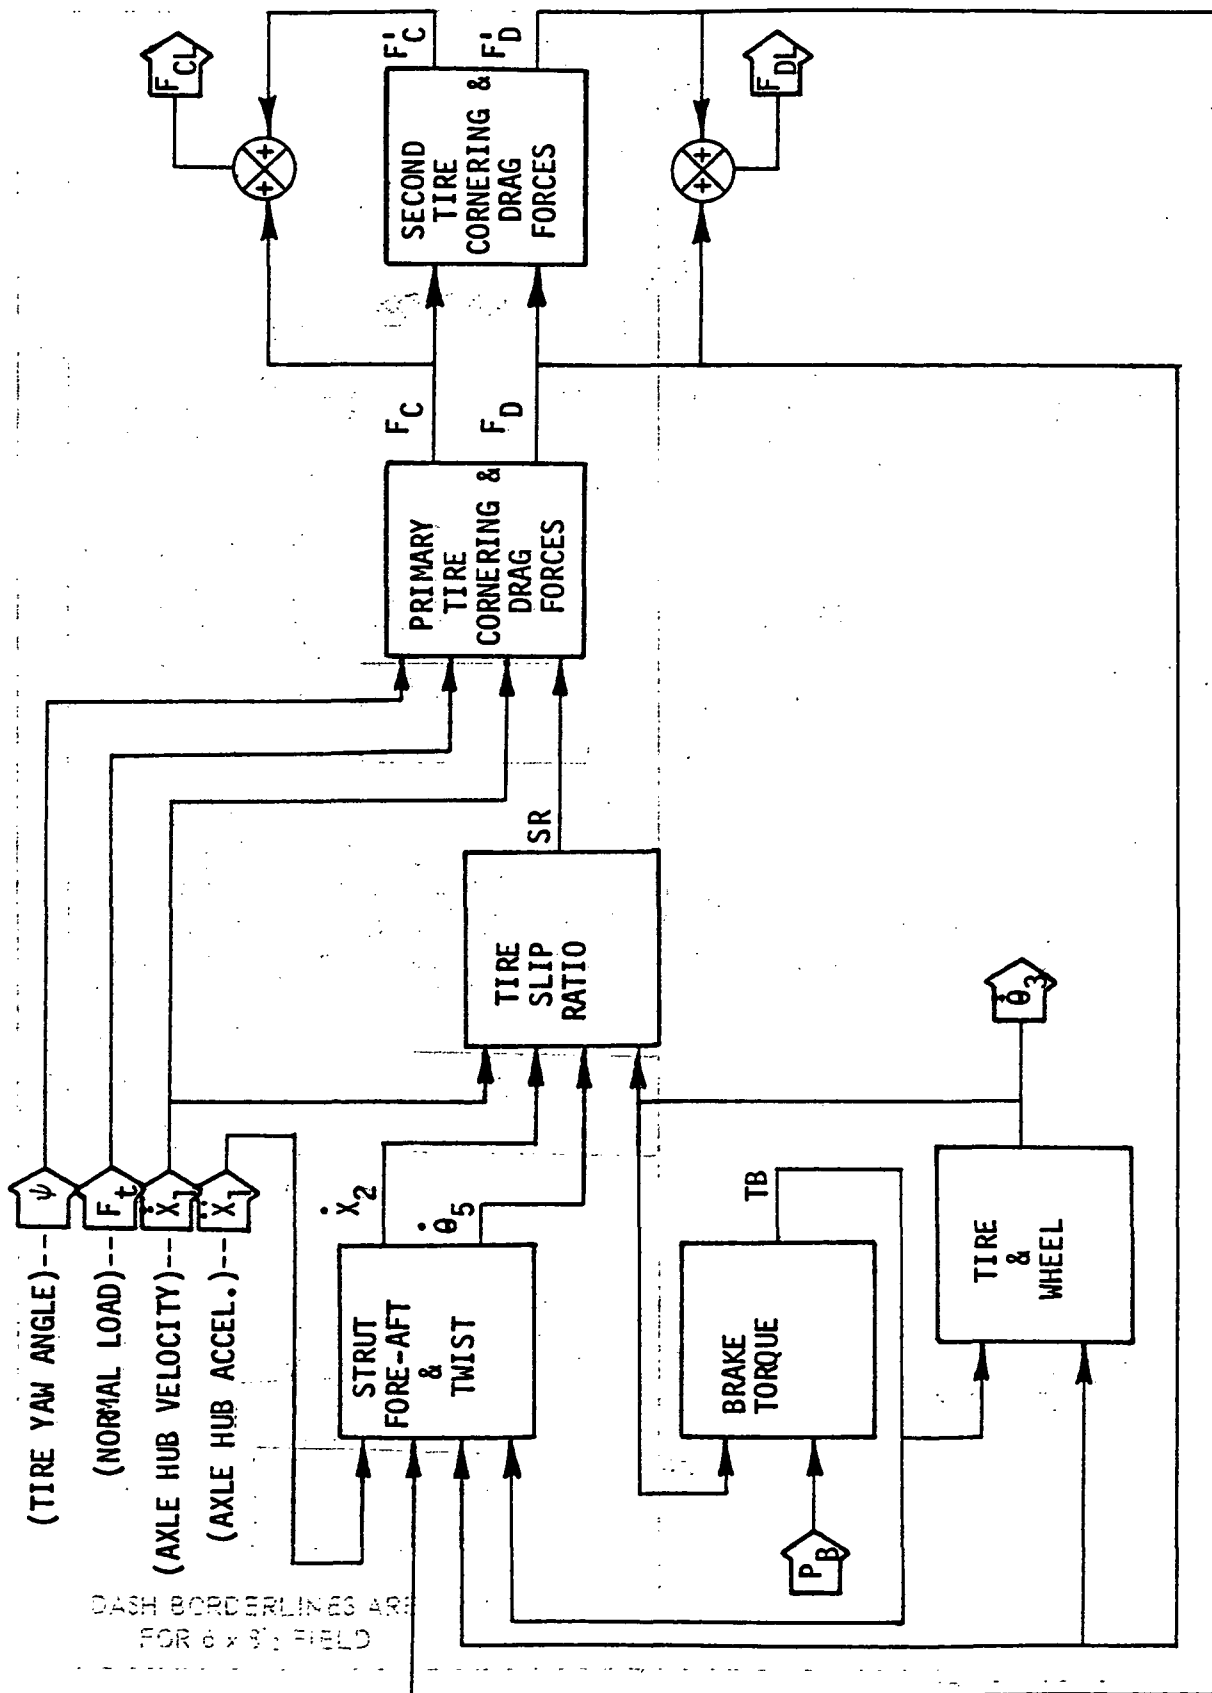 (TIRE YAW ANGLE)-- ψ
(NORMAL LOAD)-- F_t
(AXLE HUB VELOCITY)--- Ẋ_1
(AXLE HUB ACCEL.)-- Ẍ_1
STRUT
FORE-AFT
&
TWIST
Ẋ_2
θ̇_5
TIRE
SLIP
RATIO
SR
PRIMARY
TIRE
CORNERING &
DRAG
FORCES
F_C
F_D
SECOND
TIRE
CORNERING &
DRAG
FORCES
F'_C
F'_D
+
+
F_CL
+
+
F_DL
P_B
BRAKE
TORQUE
TB
TIRE
&
WHEEL
θ̇_3
DASH BORDERLINES ARE
FOR 6 x 8½ FIELD